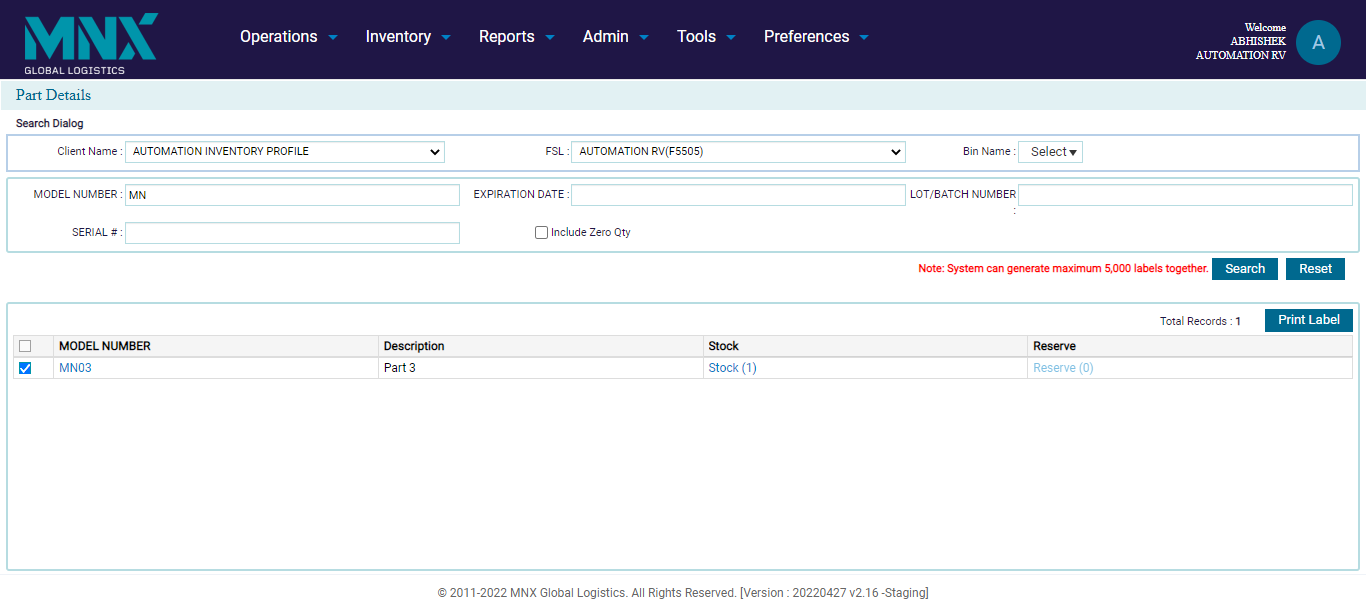 MNX
GLOBAL LOGISTICS
Operations Inventory Reports Admin Tools Preferences
Welcome
ABHISHEK
AUTOMATION RV
A
Part Details
Search Dialog
Client Name : AUTOMATION INVENTORY PROFILE FSL : AUTOMATION RV(F5505) Bin Name : Select
MODEL NUMBER : MN EXPIRATION DATE : LOT/BATCH NUMBER
:
SERIAL # : Include Zero Qty
Note: System can generate maximum 5,000 labels together. Search Reset
Total Records : 1 Print Label
MODEL NUMBER Description Stock Reserve
MN03 Part 3 Stock (1) Reserve (0)
© 2011-2022 MNX Global Logistics. All Rights Reserved. [Version : 20220427 v2.16 -Staging]